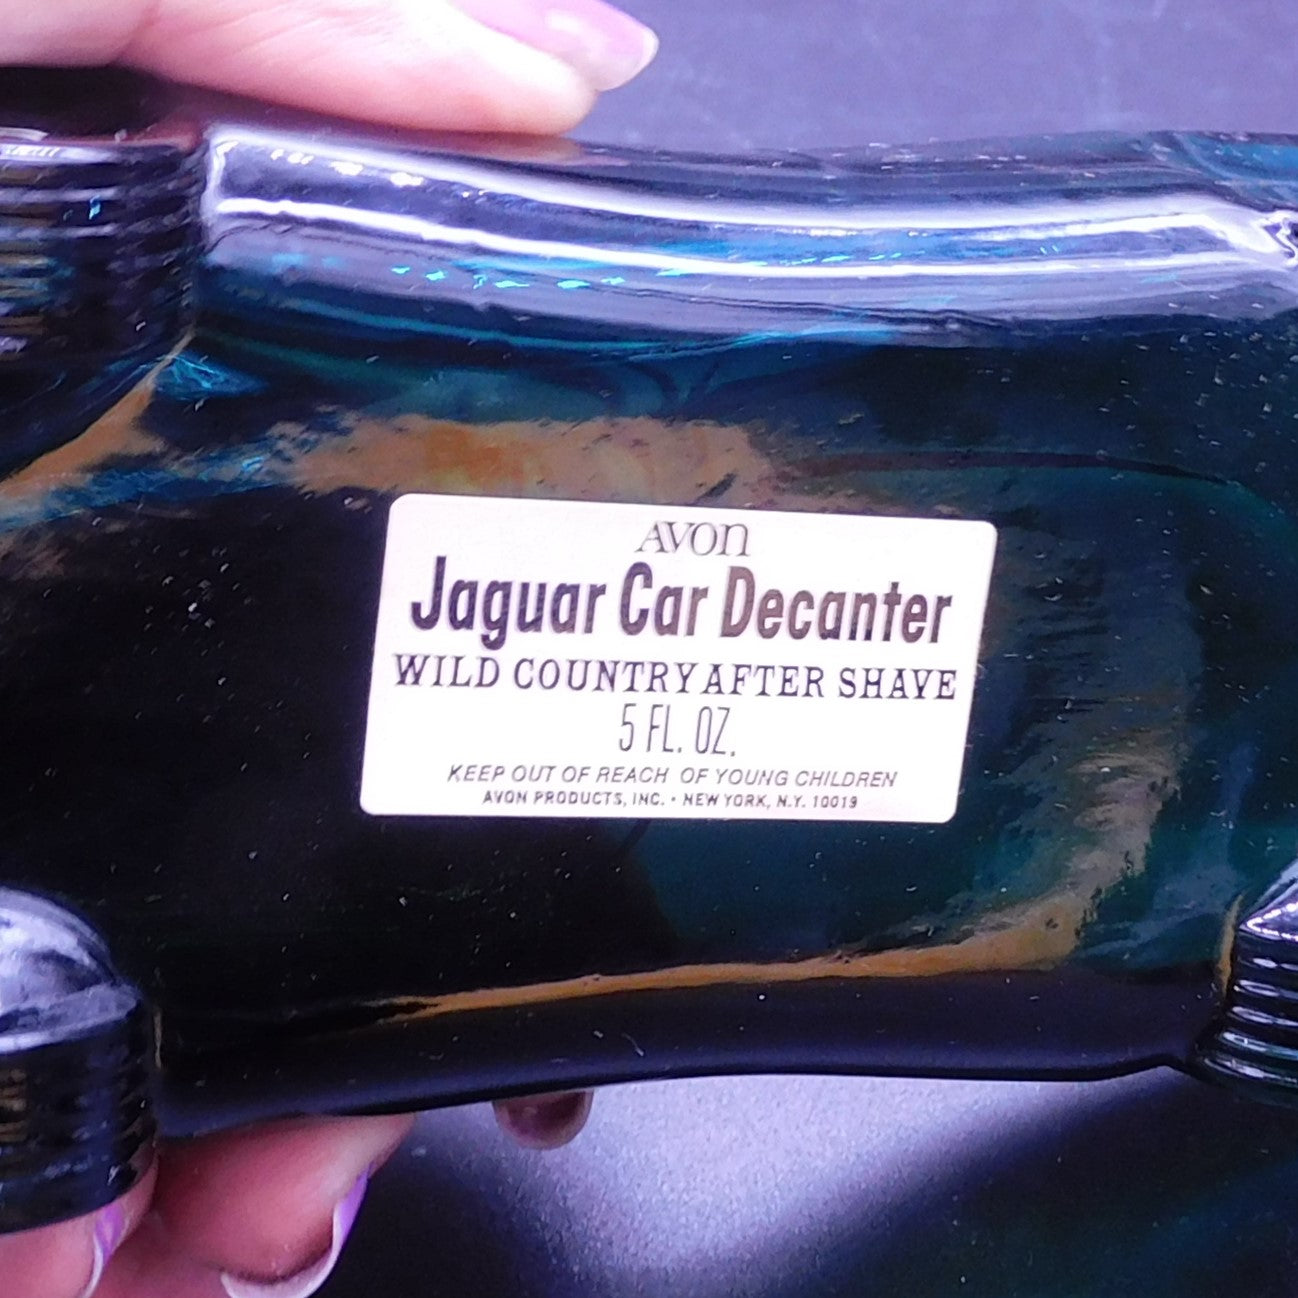 AVON
Jaguar Car Decanter
WILD COUNTRY AFTER SHAVE
5 FL. OZ.
KEEP OUT OF REACH OF YOUNG CHILDREN
AVON PRODUCTS, INC. • NEW YORK, N.Y. 10019